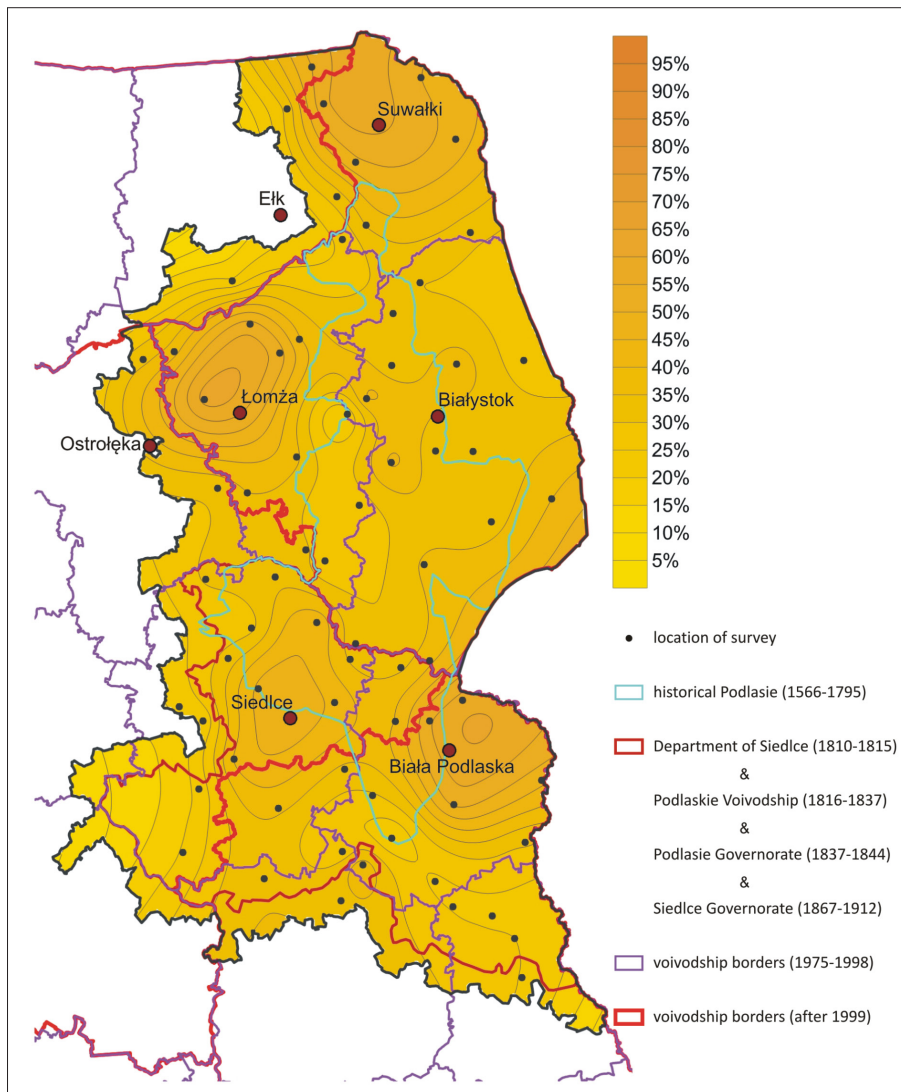 Suwałki
Ełk
Łomża
Białystok
Ostrołęka
Siedlce
Biała Podlaska
95%
90%
85%
80%
75%
70%
65%
60%
55%
50%
45%
40%
35%
30%
25%
20%
15%
10%
5%
location of survey
historical Podlasie (1566-1795)
Department of Siedlce (1810-1815)
&
Podlaskie Voivodship (1816-1837)
&
Podlasie Governorate (1837-1844)
&
Siedlce Governorate (1867-1912)
voivodship borders (1975-1998)
voivodship borders (after 1999)